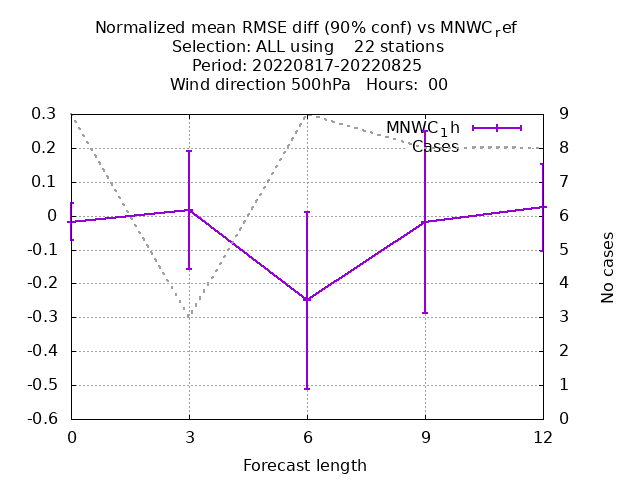 Normalized mean RMSE diff (90% conf) vs MNWC_ref
Selection: ALL using    22 stations
Period: 20220817-20220825
Wind direction 500hPa   Hours:  00
MNWC_1h
Cases
0.3
0.2
0.1
0
-0.1
-0.2
-0.3
-0.4
-0.5
-0.6
9
8
7
6
5
4
3
2
1
0
No cases
0 3 6 9 12
Forecast length